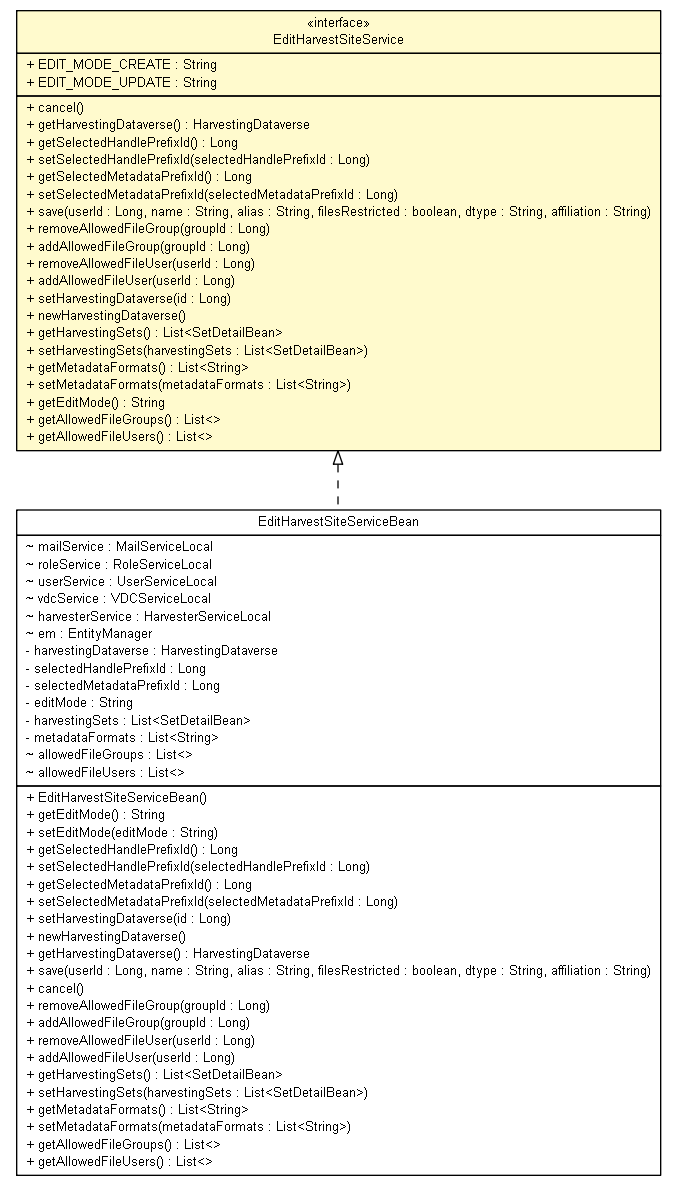 «interface»
EditHarvestSiteService
+ EDIT_MODE_CREATE : String
+ EDIT_MODE_UPDATE : String
+ cancel()
+ getHarvestingDataverse() : HarvestingDataverse
+ getSelectedHandlePrefixId() : Long
+ setSelectedHandlePrefixId(selectedHandlePrefixId : Long)
+ getSelectedMetadataPrefixId() : Long
+ setSelectedMetadataPrefixId(selectedMetadataPrefixId : Long)
+ save(userId : Long, name : String, alias : String, filesRestricted : boolean, dtype : String, affiliation : String)
+ removeAllowedFileGroup(groupId : Long)
+ addAllowedFileGroup(groupId : Long)
+ removeAllowedFileUser(userId : Long)
+ addAllowedFileUser(userId : Long)
+ setHarvestingDataverse(id : Long)
+ newHarvestingDataverse()
+ getHarvestingSets() : List<SetDetailBean>
+ setHarvestingSets(harvestingSets : List<SetDetailBean>)
+ getMetadataFormats() : List<String>
+ setMetadataFormats(metadataFormats : List<String>)
+ getEditMode() : String
+ getAllowedFileGroups() : List<>
+ getAllowedFileUsers() : List<>
EditHarvestSiteServiceBean
~ mailService : MailServiceLocal
~ roleService : RoleServiceLocal
~ userService : UserServiceLocal
~ vdcService : VDCServiceLocal
~ harvesterService : HarvesterServiceLocal
~ em : EntityManager
- harvestingDataverse : HarvestingDataverse
- selectedHandlePrefixId : Long
- selectedMetadataPrefixId : Long
- editMode : String
- harvestingSets : List<SetDetailBean>
- metadataFormats : List<String>
~ allowedFileGroups : List<>
~ allowedFileUsers : List<>
+ EditHarvestSiteServiceBean()
+ getEditMode() : String
+ setEditMode(editMode : String)
+ getSelectedHandlePrefixId() : Long
+ setSelectedHandlePrefixId(selectedHandlePrefixId : Long)
+ getSelectedMetadataPrefixId() : Long
+ setSelectedMetadataPrefixId(selectedMetadataPrefixId : Long)
+ setHarvestingDataverse(id : Long)
+ newHarvestingDataverse()
+ getHarvestingDataverse() : HarvestingDataverse
+ save(userId : Long, name : String, alias : String, filesRestricted : boolean, dtype : String, affiliation : String)
+ cancel()
+ removeAllowedFileGroup(groupId : Long)
+ addAllowedFileGroup(groupId : Long)
+ removeAllowedFileUser(userId : Long)
+ addAllowedFileUser(userId : Long)
+ getHarvestingSets() : List<SetDetailBean>
+ setHarvestingSets(harvestingSets : List<SetDetailBean>)
+ getMetadataFormats() : List<String>
+ setMetadataFormats(metadataFormats : List<String>)
+ getAllowedFileGroups() : List<>
+ getAllowedFileUsers() : List<>